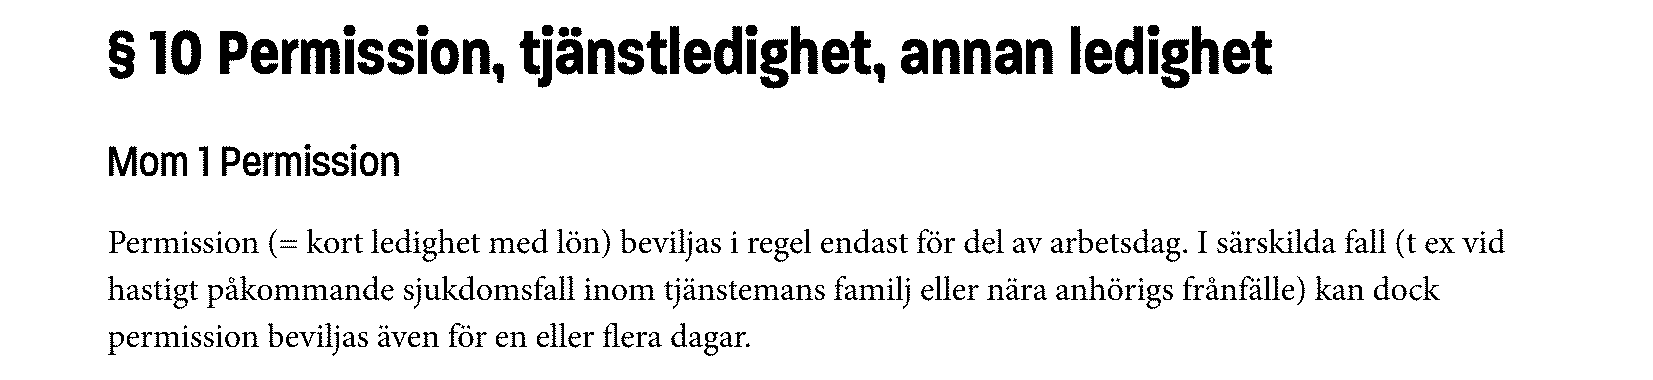 § 10 Permission, tjänstledighet, annan ledighet
Mom 1 Permission
Permission (= kort ledighet med lön) beviljas i regel endast för del av arbetsdag. I särskilda fall (t ex vid
hastigt påkommande sjukdomsfall inom tjänstemans familj eller nära anhörigs frånfälle) kan dock
permission beviljas även för en eller flera dagar.